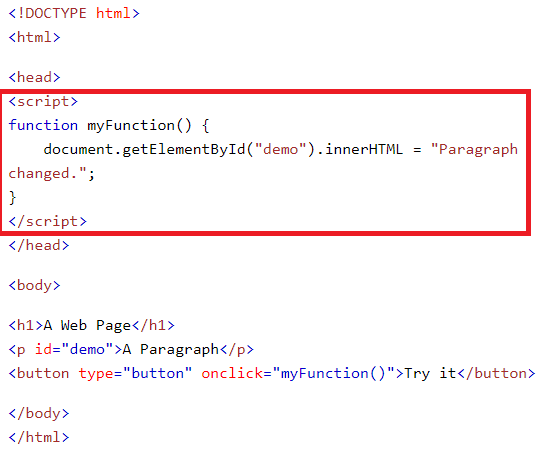 <!DOCTYPE html>
<html>
<head>
<script>
function myFunction() {
    document.getElementById("demo").innerHTML = "Paragraph
changed.";
}
</script>
</head>
<body>
<h1>A Web Page</h1>
<p id="demo">A Paragraph</p>
<button type="button" onclick="myFunction()">Try it</button>
</body>
</html>